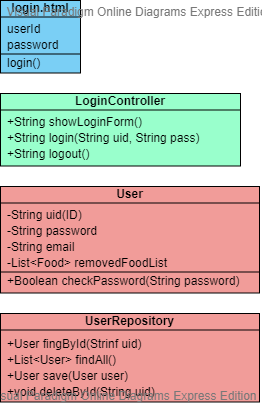 login.html
Visual Paradigm Online Diagrams Express Edition
userId
password
login()
LoginController
+String showLoginForm()
+String login(String uid, String pass)
+String logout()
User
-String uid(ID)
-String password
-String email
-List<Food> removedFoodList
+Boolean checkPassword(String password)
UserRepository
+User fingById(Strinf uid)
+List<User> findAll()
+User save(User user)
+void deleteById(String uid)
sual Paradigm Online Diagrams Express Edition